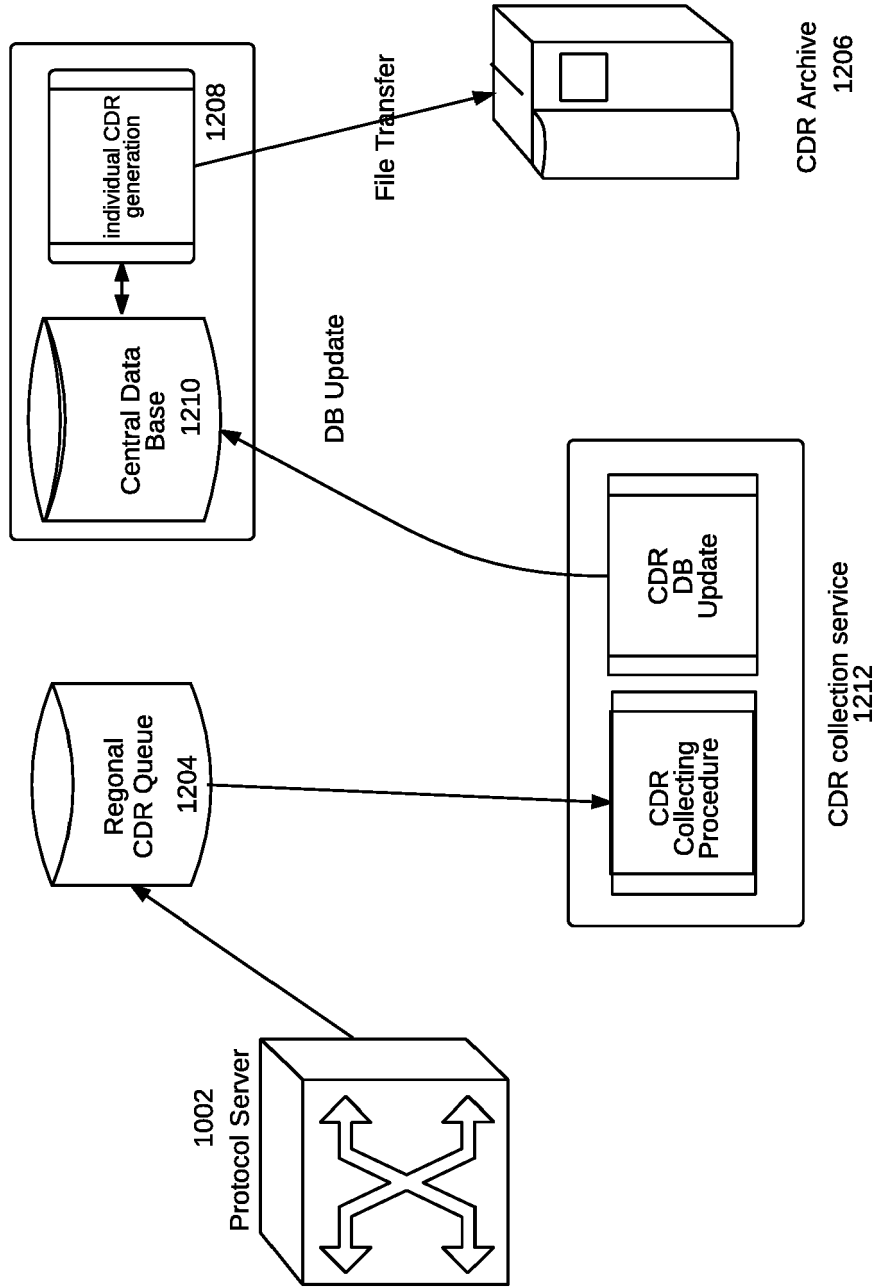 1002
Protocol Server
Regonal
CDR Queue
1204
Central Data
Base
1210
individual CDR
generation
1208
DB Update
File Transfer
CDR
Collecting
Procedure
CDR
DB
Update
CDR collection service
1212
CDR Archive
1206